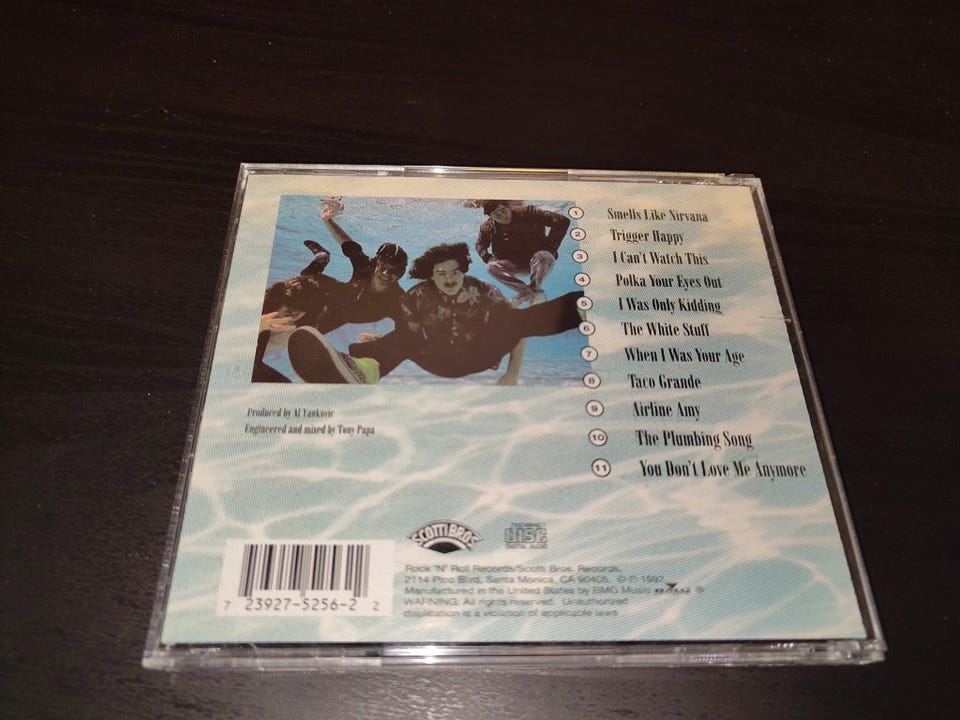 1 Smells Like Nirvana
2 Trigger Happy
3 I Can't Watch This
4 Polka Your Eyes Out
5 I Was Only Kidding
6 The White Stuff
7 When I Was Your Age
8 Taco Grande
9 Airline Amy
10 The Plumbing Song
11 You Don't Love Me Anymore
Produced by Al Yankovic
Engineered and mixed by Tony Papa
SCOTTI BROS
COMPACT
disc
DIGITAL AUDIO
Rock 'N' Roll Records/Scotti Bros. Records,
2114 Pico Blvd, Santa Monica, CA 90405. © ℗ 1992
Manufactured in the United States by BMG Music BMG ®
WARNING: All rights reserved. Unauthorized
duplication is a violation of applicable laws
7 23927-5256-2 2